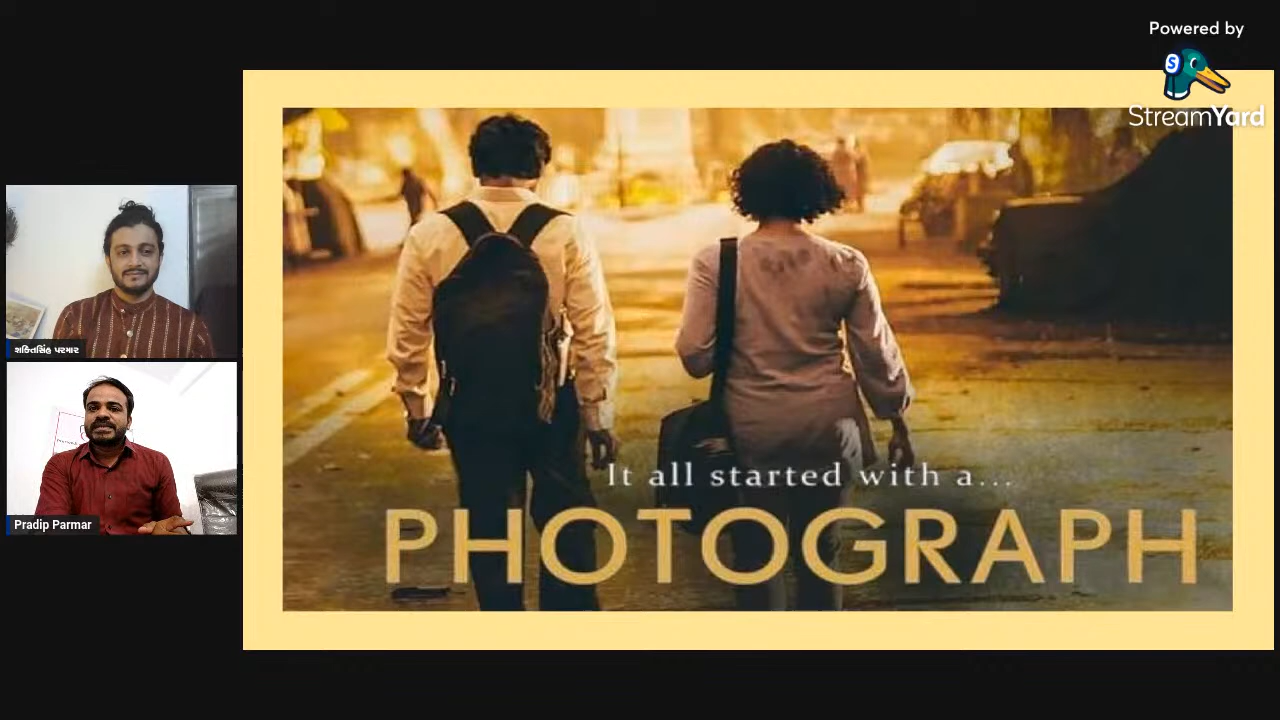 Powered by
S
StreamYard
શક્તિસિંહ પરમાર
Pradip Parmar
It all started with a...
PHOTOGRAPH